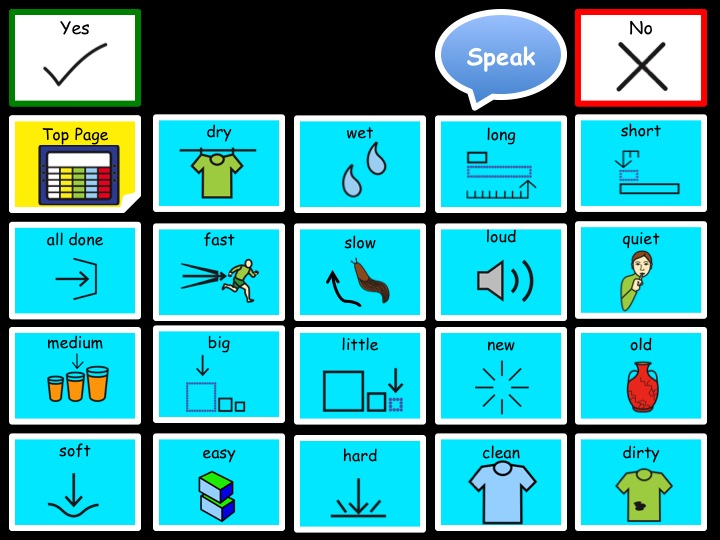 Yes
Speak
No
Top Page
dry
wet
long
short
all done
fast
slow
loud
quiet
medium
big
little
new
old
soft
easy
hard
clean
dirty